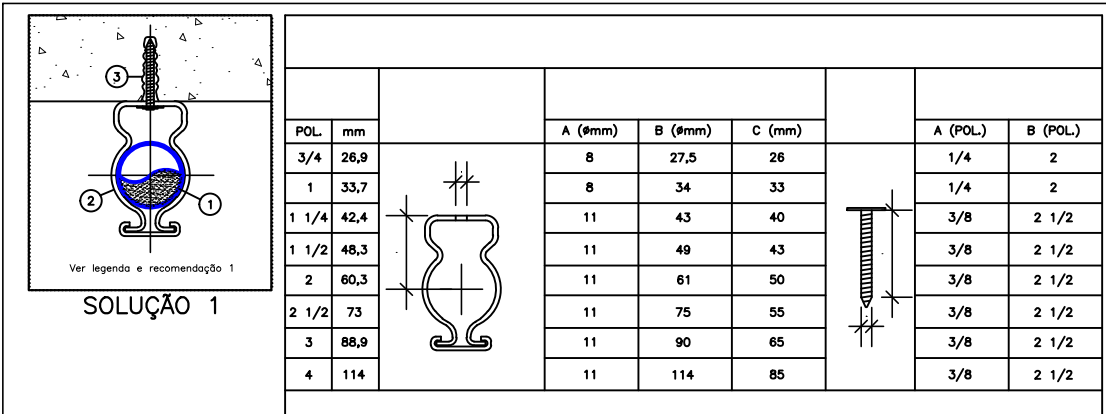 3
2
1
Ver legenda e recomendação 1
SOLUÇÃO 1
POL. mm A (ømm) B (ømm) C (mm) A (POL.) B (POL.)
3/4 26,9 8 27,5 26 1/4 2
1 33,7 8 34 33 1/4 2
1 1/4 42,4 11 43 40 3/8 2 1/2
1 1/2 48,3 11 49 43 3/8 2 1/2
2 60,3 11 61 50 3/8 2 1/2
2 1/2 73 11 75 55 3/8 2 1/2
3 88,9 11 90 65 3/8 2 1/2
4 114 11 114 85 3/8 2 1/2